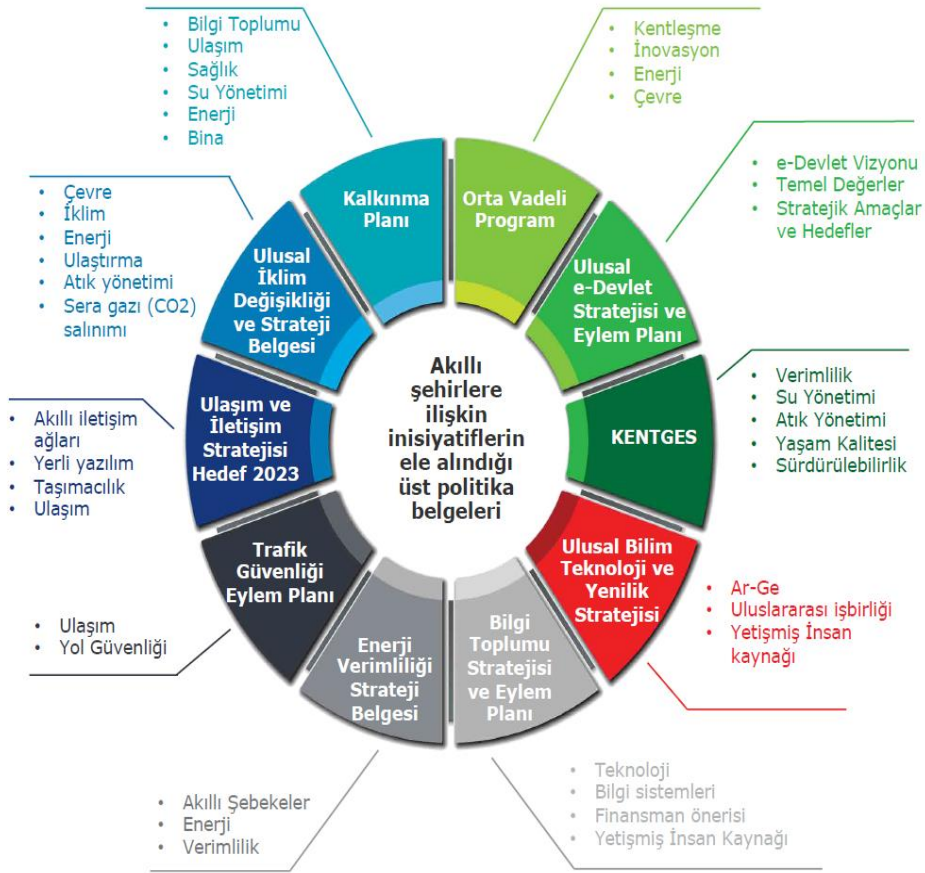 • Bilgi Toplumu
• Ulaşım
• Sağlık
• Su Yönetimi
• Enerji
• Bina
• Kentleşme
• İnovasyon
• Enerji
• Çevre
Kalkınma
Planı
Orta Vadeli
Program
• e-Devlet Vizyonu
• Temel Değerler
• Stratejik Amaçlar
ve Hedefler
• Çevre
• İklim
• Enerji
• Ulaştırma
• Atık yönetimi
• Sera gazı (CO2)
salınımı
Ulusal
İklim
Değişikliği
ve Strateji
Belgesi
Ulusal
e-Devlet
Stratejisi ve
Eylem Planı
Akıllı
şehirlere
ilişkin
inisiyatiflerin
ele alındığı
üst politika
belgeleri
• Verimlilik
• Su Yönetimi
• Atık Yönetimi
• Yaşam Kalitesi
• Sürdürülebilirlik
KENTGES
• Akıllı iletişim
ağları
• Yerli yazılım
• Taşımacılık
• Ulaşım
Ulaşım ve
İletişim
Stratejisi
Hedef 2023
Trafik
Güvenliği
Eylem Planı
Ulusal Bilim
Teknoloji ve
Yenilik
Stratejisi
• Ar-Ge
• Uluslararası işbirliği
• Yetişmiş İnsan
kaynağı
• Ulaşım
• Yol Güvenliği
Enerji
Verimliliği
Strateji
Belgesi
Bilgi
Toplumu
Stratejisi
ve Eylem
Planı
• Akıllı Şebekeler
• Enerji
• Verimlilik
• Teknoloji
• Bilgi sistemleri
• Finansman önerisi
• Yetişmiş İnsan Kaynağı